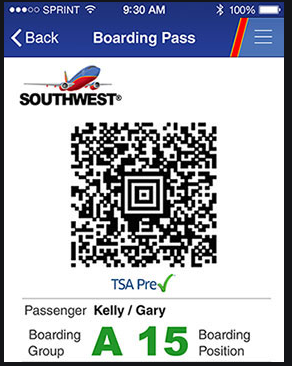 SPRINT 9:30 AM 100%
Back Boarding Pass
SOUTHWEST®
TSA Pre
Passenger Kelly / Gary
Boarding Group A 15 Boarding Position